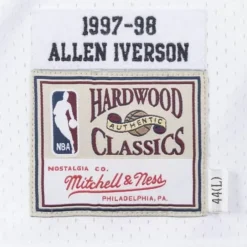 1997-98
ALLEN IVERSON
HARDWOOD
AUTHENTIC
CLASSICS
NBA
NOSTALGIA CO.
Mitchell & Ness
PHILADELPHIA, PA.
44(L)